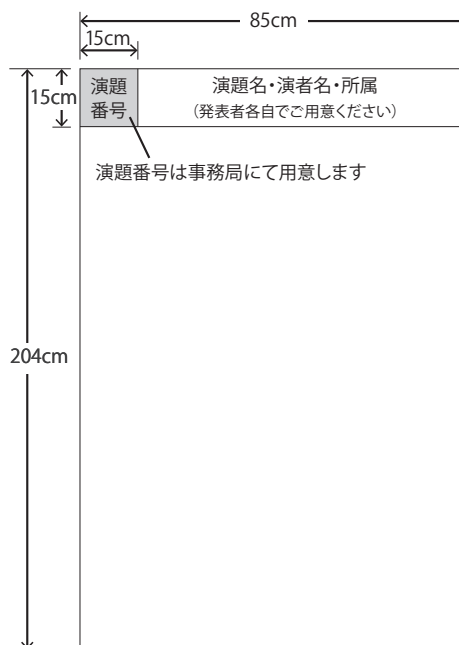 85cm
15cm
15cm
演題
番号
演題名・演者名・所属
(発表者各自でご用意ください)
演題番号は事務局にて用意します
204cm